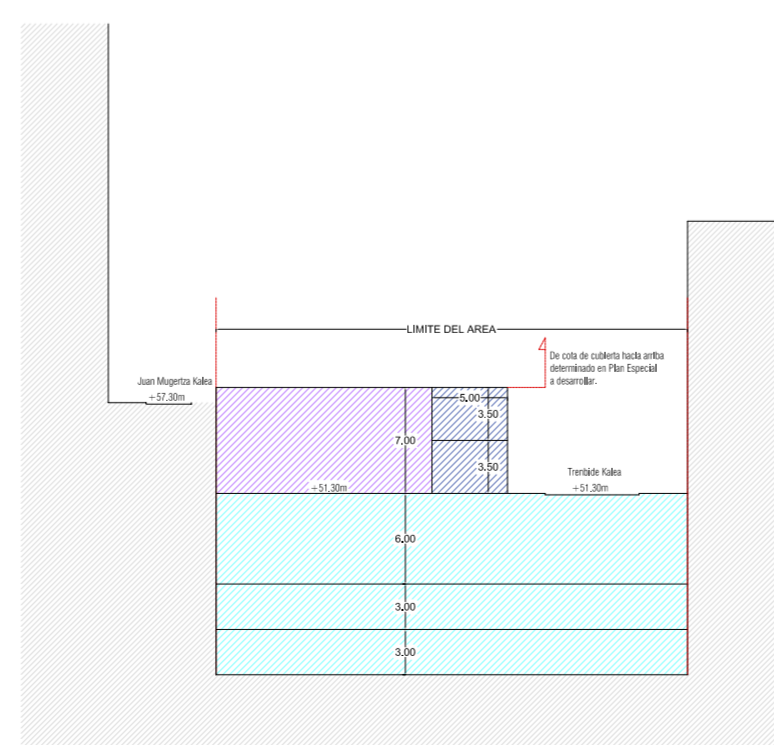 LIMITE DEL AREA
De cota de cubierta hacia arriba
determinado en Plan Especial
a desarrollar.
Juan Mugertza Kalea
+57.30m
5.00
3.50
7.00
3.50
Trenbide Kalea
+51.30m
+51.30m
6.00
3.00
3.00